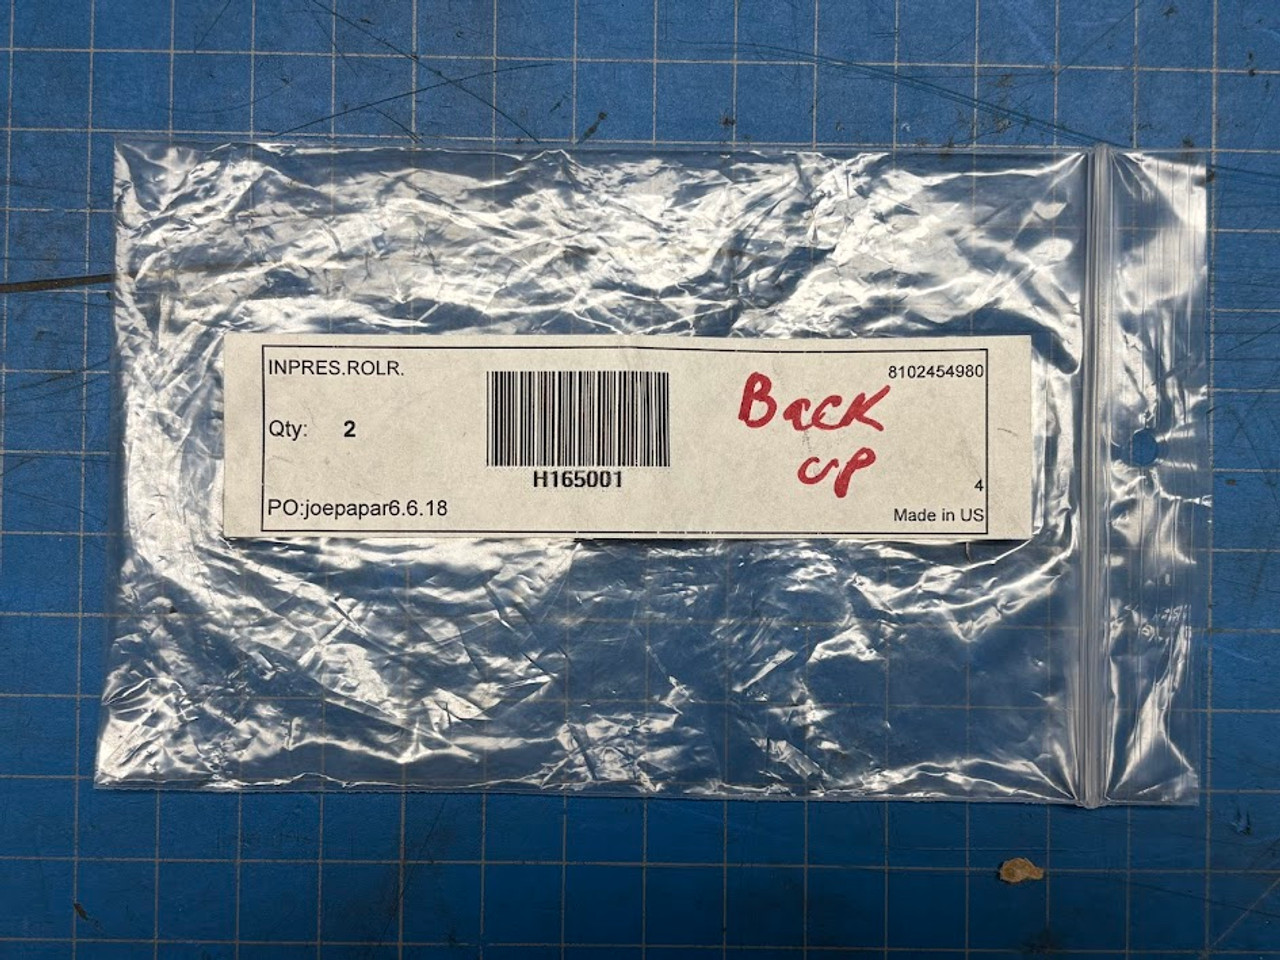 INPRES.ROLR.
8102454980
Qty: 2
Back
up
H165001
4
PO:joepapar6.6.18
Made in US